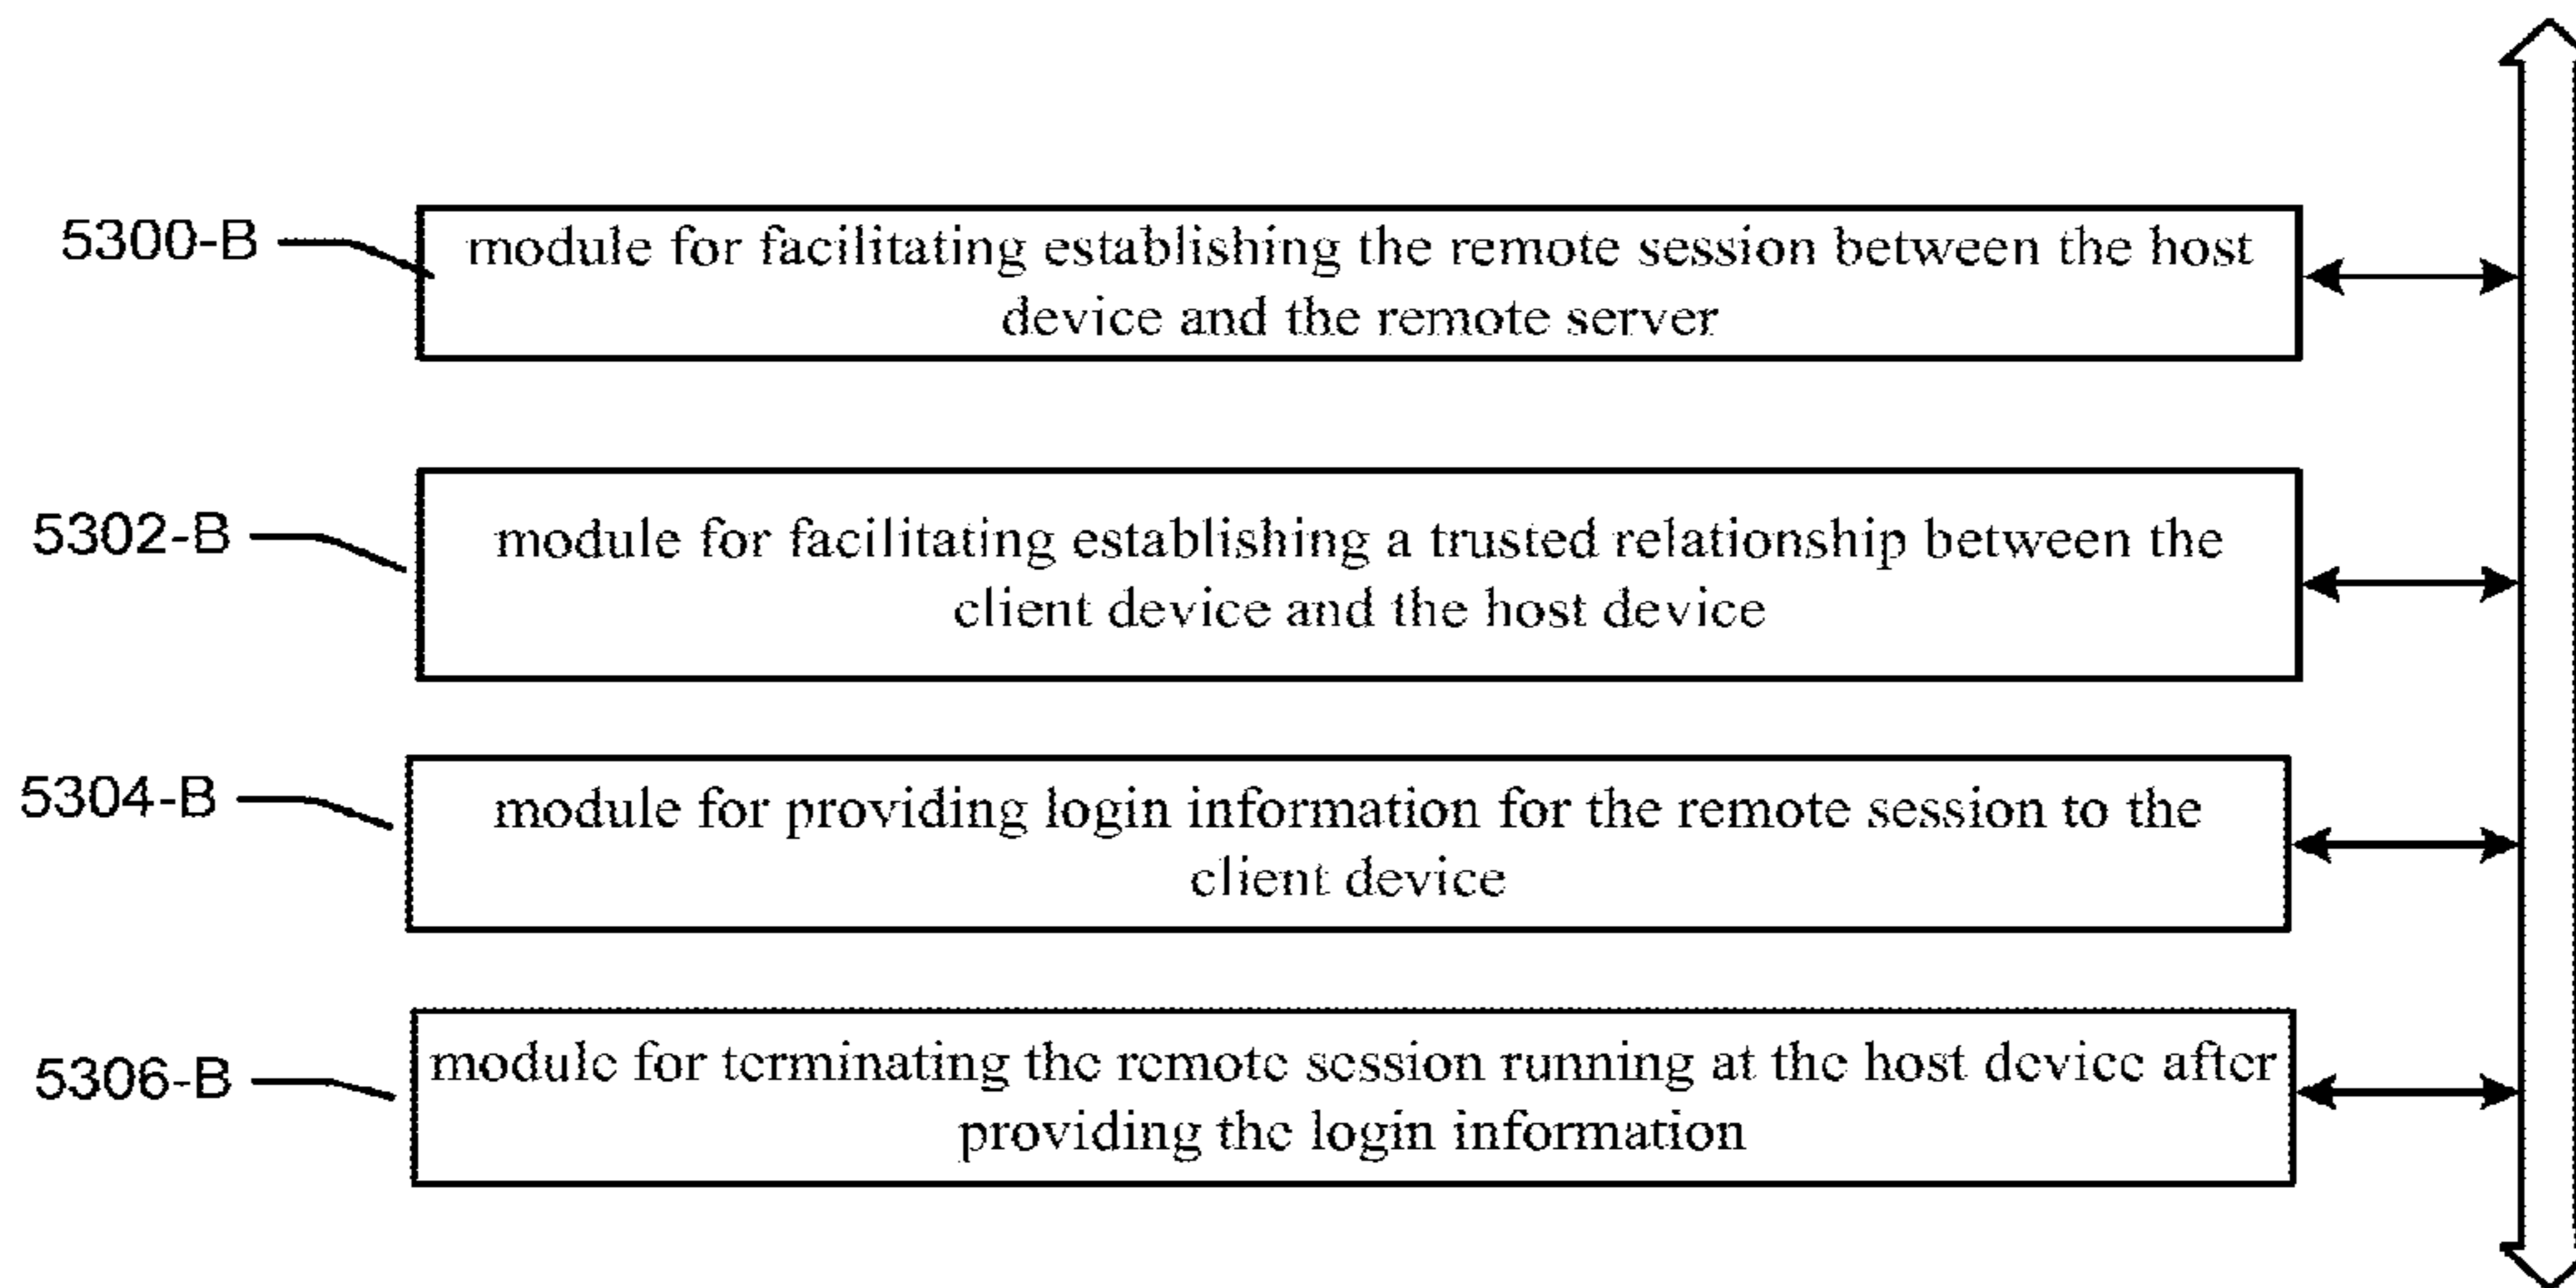 5300-B
module for facilitating establishing the remote session between the host
device and the remote server
5302-B
module for facilitating establishing a trusted relationship between the
client device and the host device
5304-B
module for providing login information for the remote session to the
client device
5306-B
module for terminating the remote session running at the host device after
providing the login information